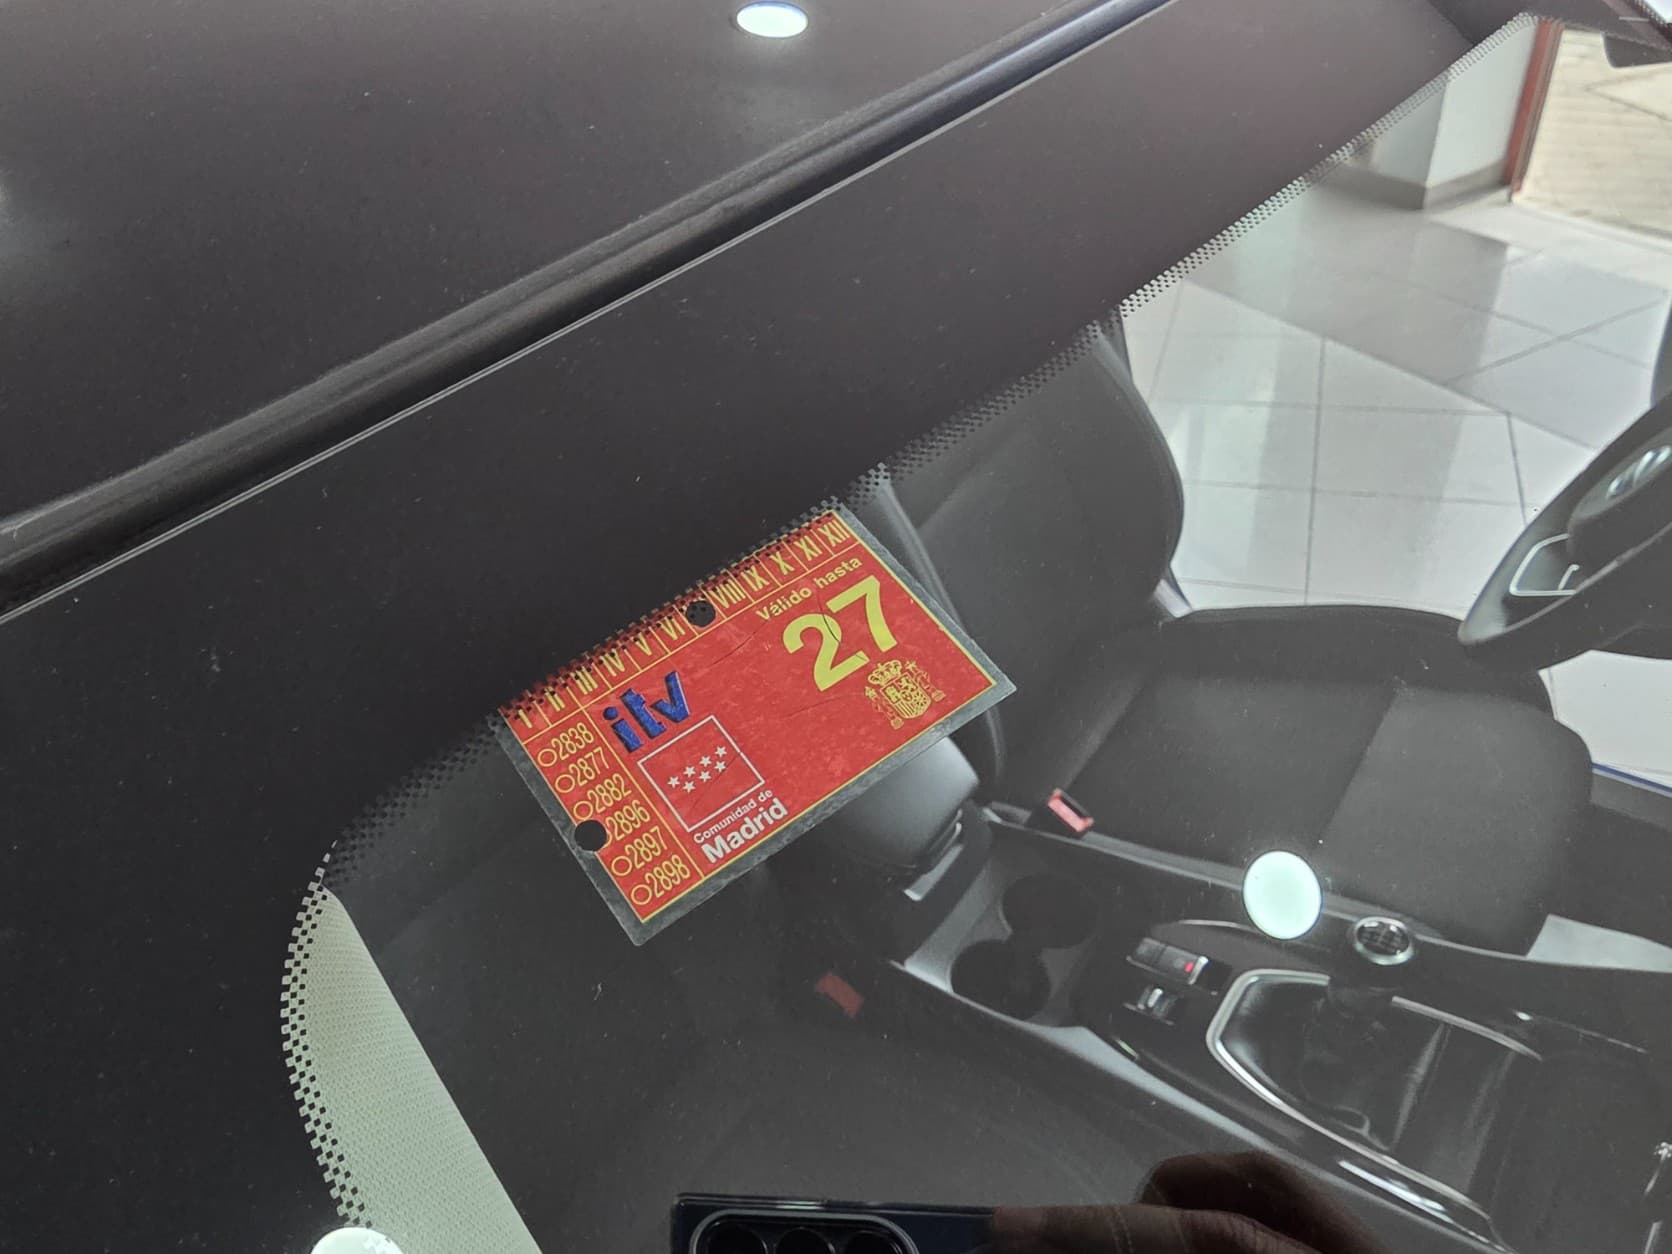 I II III IV V VI VIII IX X XI XII
Válido hasta
27
itv
2838
2877
2882
2896
2897
2898
Comunidad de
Madrid